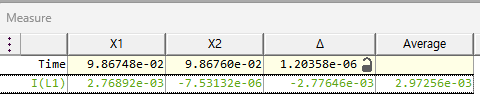 Measure
X1 X2 Δ Average
Time 9.86748e-02 9.86760e-02 1.20358e-06
I(L1) 2.76892e-03 -7.53132e-06 -2.77646e-03 2.97256e-03